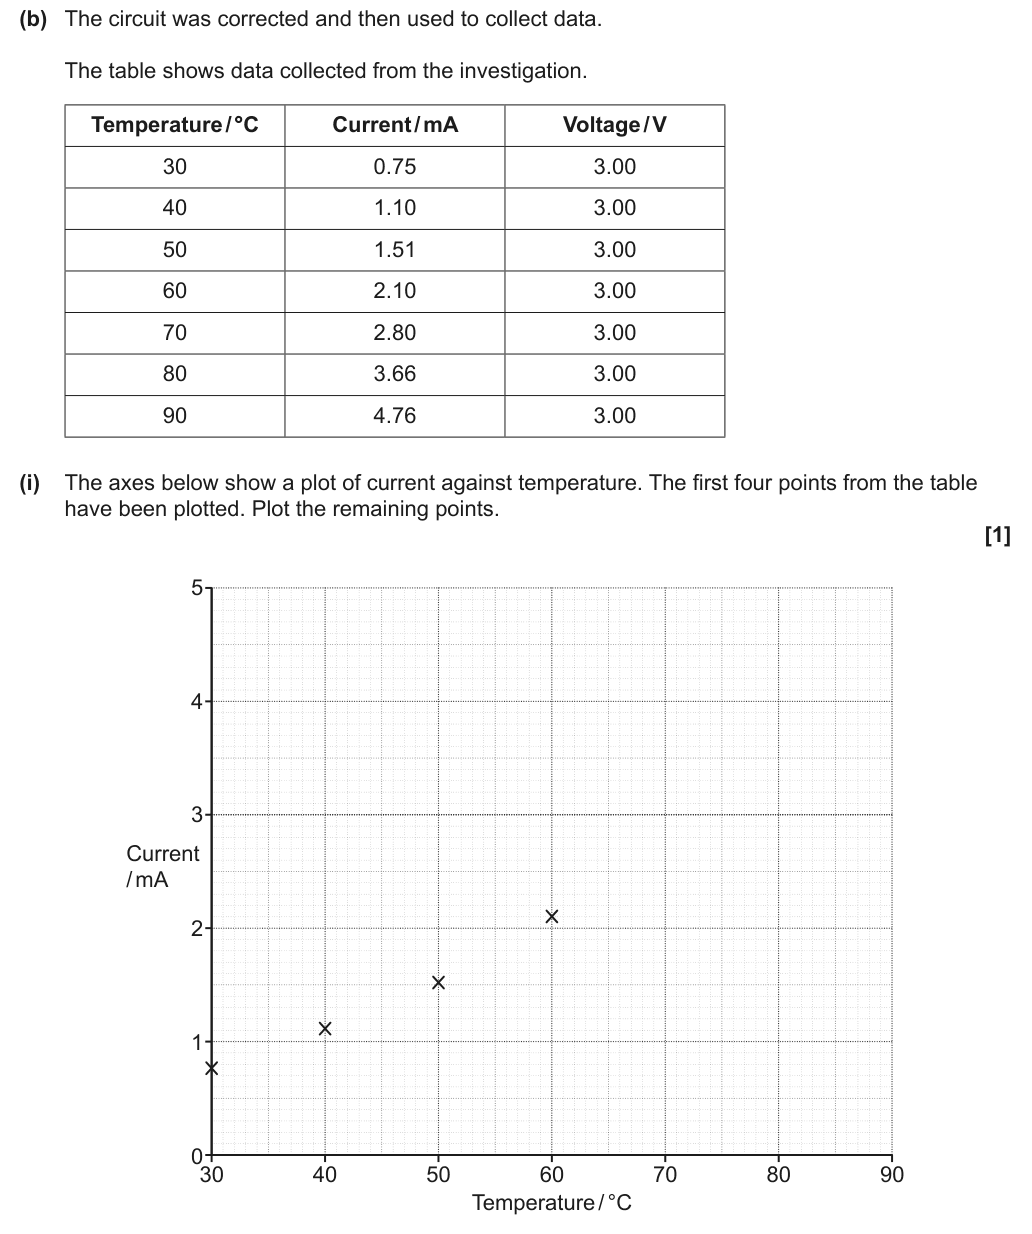 (b) The circuit was corrected and then used to collect data.
The table shows data collected from the investigation.
Temperature/°C Current/mA Voltage/V
30 0.75 3.00
40 1.10 3.00
50 1.51 3.00
60 2.10 3.00
70 2.80 3.00
80 3.66 3.00
90 4.76 3.00
(i) The axes below show a plot of current against temperature. The first four points from the table
have been plotted. Plot the remaining points.
[1]
5
4
3
Current
/mA
2
1
0
30 40 50 60 70 80 90
Temperature/°C